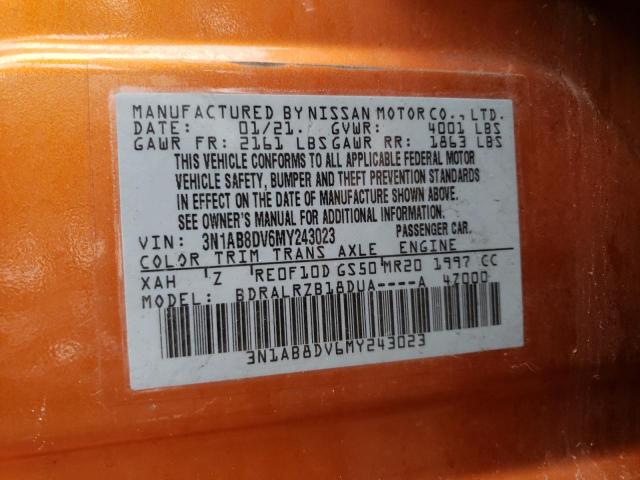 MANUFACTURED BY NISSAN MOTOR CO., LTD.
DATE: 01/21. GVWR: 4001 LBS
GAWR FR: 2161 LBS GAWR RR: 1863 LBS
THIS VEHICLE CONFORMS TO ALL APPLICABLE FEDERAL MOTOR
VEHICLE SAFETY, BUMPER AND THEFT PREVENTION STANDARDS
IN EFFECT ON THE DATE OF MANUFACTURE SHOWN ABOVE.
SEE OWNER'S MANUAL FOR ADDITIONAL INFORMATION.
VIN: 3N1AB8DV6MY243023 PASSENGER CAR.
COLOR TRIM TRANS AXLE ENGINE
XAH 'Z 'RE0F10D GS50'MR20 1997 CC
MODEL: BDRALRZB18DUA----A 47000
3N1AB8DV6MY243023